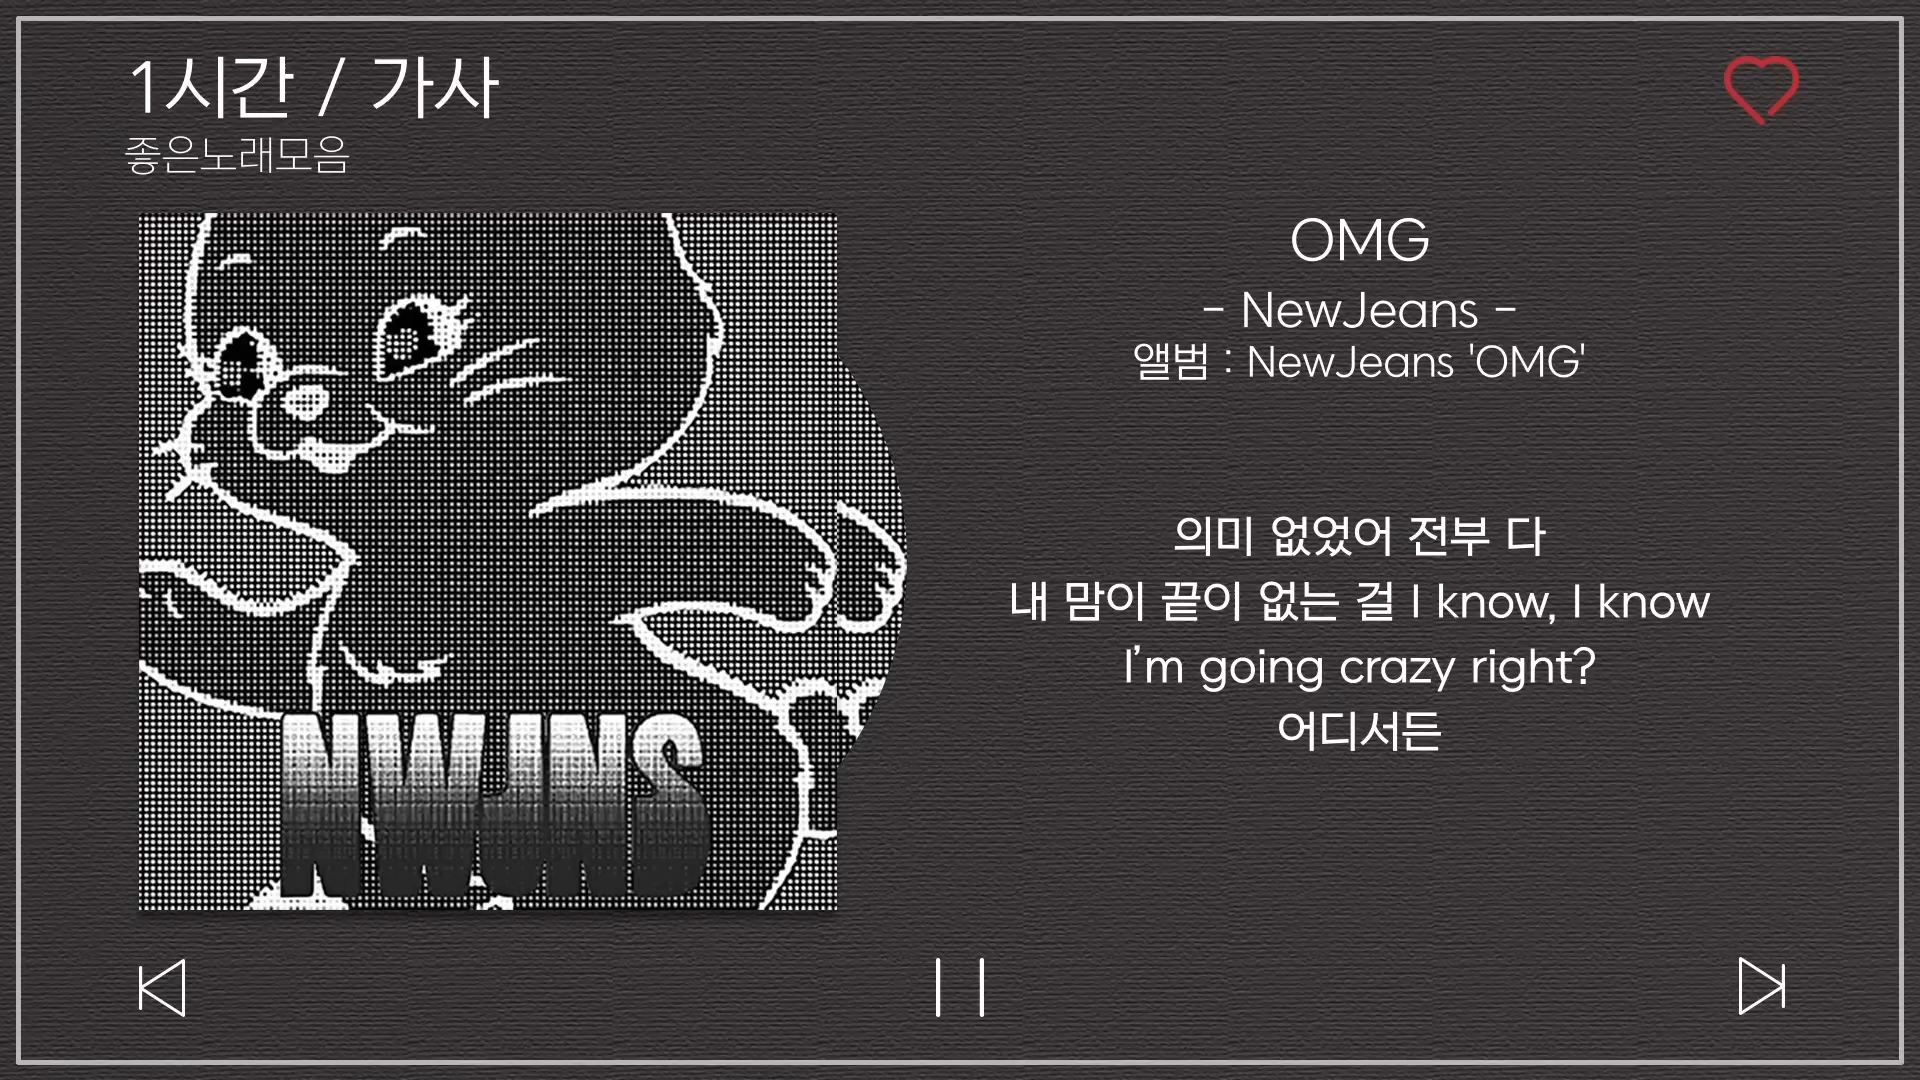 1시간 / 가사
좋은노래모음
OMG
- NewJeans -
앨범 : NewJeans 'OMG'
의미 없었어 전부 다
내 맘이 끝이 없는 걸 I know, I know
I'm going crazy right?
어디서든
NWJNS